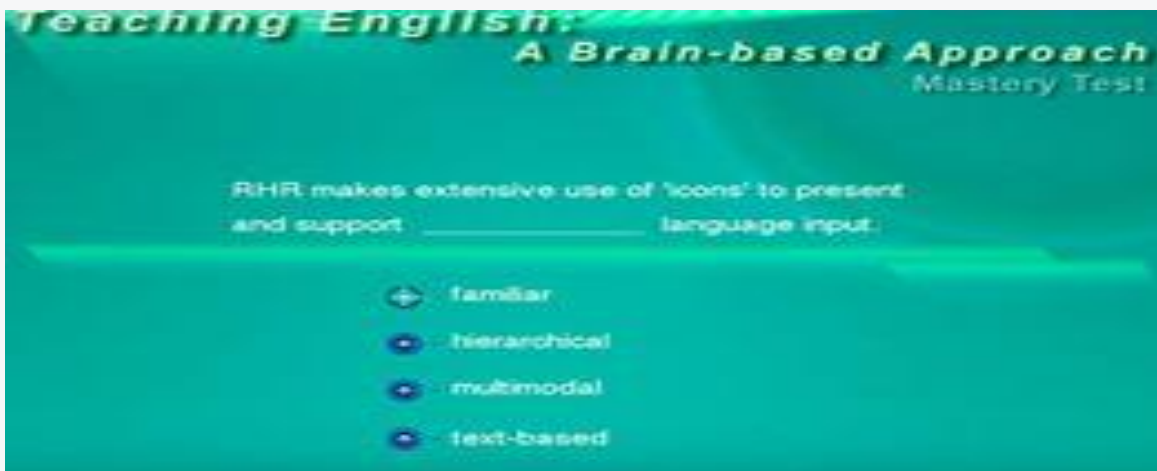 Teaching English:
A Brain-based Approach
Mastery Test
RHR makes extensive use of 'icons' to present
and support __________ language input.
familiar
hierarchical
multimodal
text-based